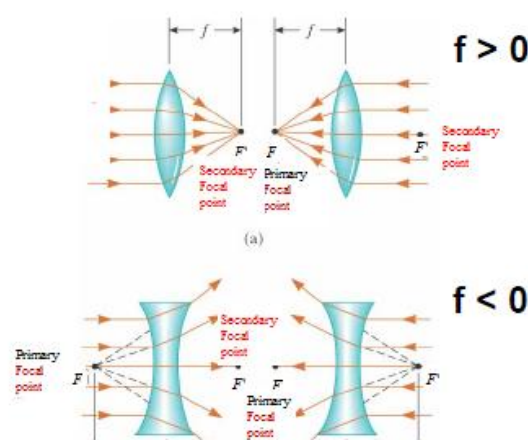 f
f
f > 0
F'
F
F'
Secondary
Focal
point
Secondary
Focal
point
Primary
Focal
point
(a)
f < 0
Secondary
Focal
point
Primary
Focal
point
F
F'
F
F'
Primary
Focal
point